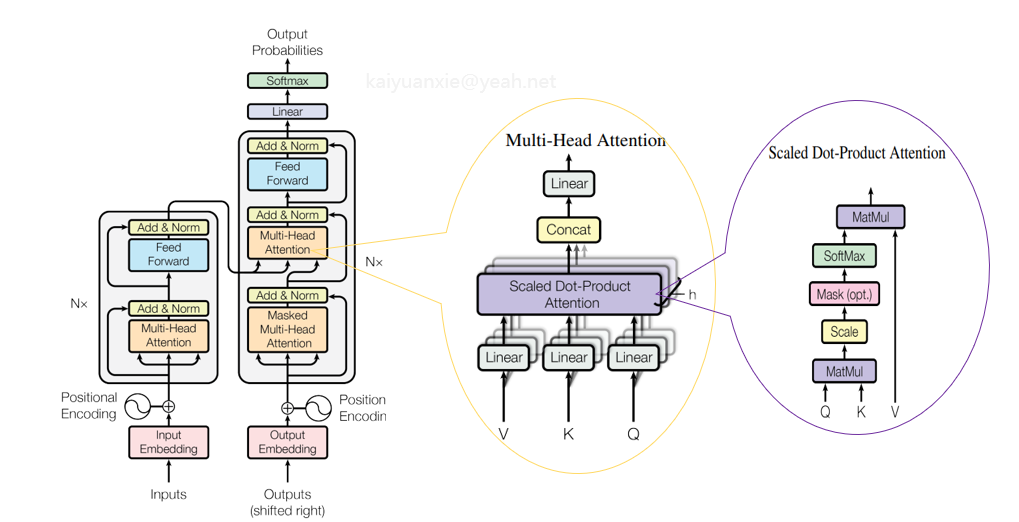 Output
Probabilities
kaiyuanxie@yeah.net
Softmax
Linear
Add & Norm
Feed
Forward
Add & Norm
Multi-Head
Attention
Nx
Add & Norm
Masked
Multi-Head
Attention
Add & Norm
Feed
Forward
Nx
Add & Norm
Multi-Head
Attention
Positional
Encoding
Position
Encodin
Input
Embedding
Output
Embedding
Inputs
Outputs
(shifted right)
Multi-Head Attention
Linear
Concat
Scaled Dot-Product
Attention
h
Linear
Linear
Linear
V
K
Q
Scaled Dot-Product Attention
MatMul
SoftMax
Mask (opt.)
Scale
MatMul
Q
K
V